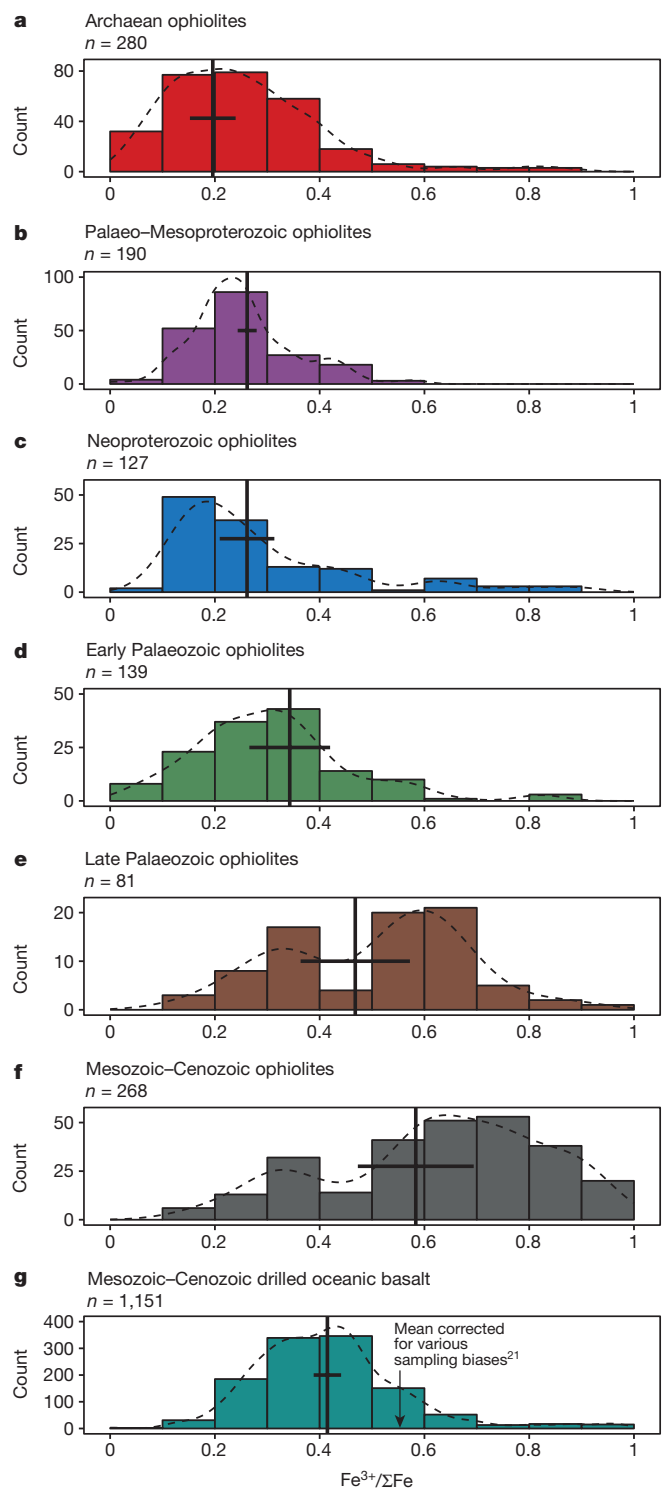 a
Archaean ophiolites
n = 280
80
40
0
Count
0 0.2 0.4 0.6 0.8 1
b
Palaeo–Mesoproterozoic ophiolites
n = 190
100
50
0
Count
0 0.2 0.4 0.6 0.8 1
c
Neoproterozoic ophiolites
n = 127
50
25
0
Count
0 0.2 0.4 0.6 0.8 1
d
Early Palaeozoic ophiolites
n = 139
50
25
0
Count
0 0.2 0.4 0.6 0.8 1
e
Late Palaeozoic ophiolites
n = 81
20
10
0
Count
0 0.2 0.4 0.6 0.8 1
f
Mesozoic–Cenozoic ophiolites
n = 268
50
25
0
Count
0 0.2 0.4 0.6 0.8 1
g
Mesozoic–Cenozoic drilled oceanic basalt
n = 1,151
400
300
200
100
0
Count
Mean corrected
for various
sampling biases²¹
0 0.2 0.4 0.6 0.8 1
Fe³⁺/ΣFe